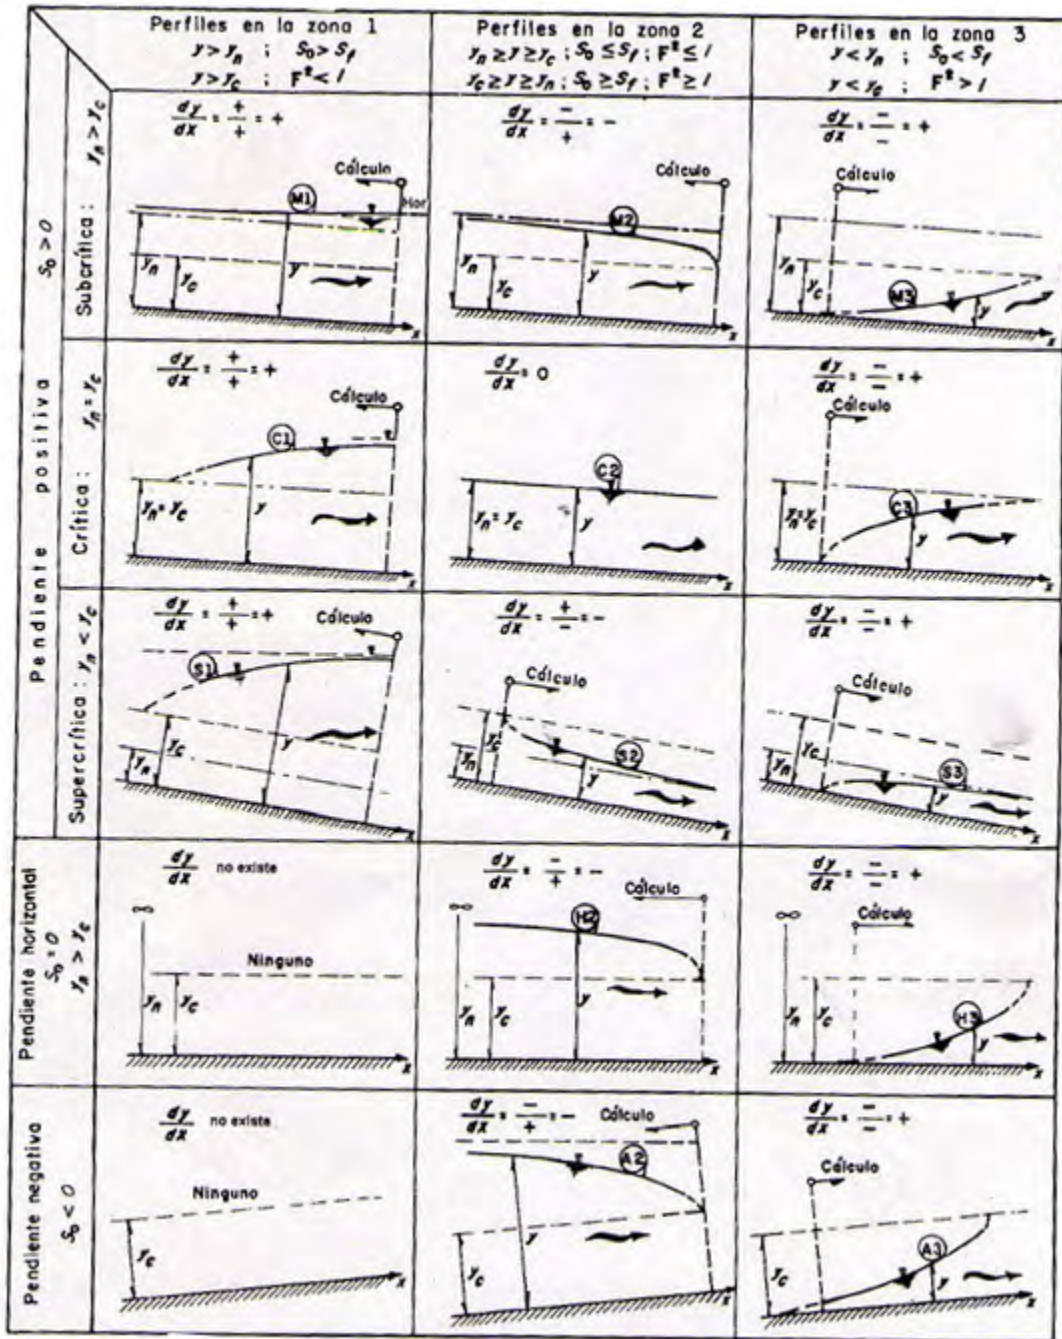 Perfiles en la zona 1
y > yn ; S0 > Sf
y > yc ; F² < 1
Perfiles en la zona 2
yn ≥ y ≥ yc ; S0 ≤ Sf ; F² ≤ 1
yc ≥ y ≥ yn ; S0 ≥ Sf ; F² ≥ 1
Perfiles en la zona 3
y < yn ; S0 < Sf
y < yc ; F² > 1
Pendiente positiva
S0 > 0
Subcrítica : yn > yc
dy/dx = +/+ = +
Cálculo
M1
Hor
yn
yc
y
x
dy/dx = -/+ = -
Cálculo
M2
yn
yc
y
x
dy/dx = -/- = +
Cálculo
yn
yc
M3
y
x
Crítica : yn = yc
dy/dx = +/+ = +
Cálculo
C1
yn = yc
y
x
dy/dx = 0
C2
yn = yc
y
x
dy/dx = -/- = +
Cálculo
yn = yc
C3
y
x
Supercrítica : yn < yc
dy/dx = +/+ = +
Cálculo
S1
yc
yn
y
x
dy/dx = +/- = -
Cálculo
yc
yn
S2
y
x
dy/dx = -/- = +
Cálculo
yc
yn
S3
y
x
Pendiente horizontal
S0 = 0
yn > yc
dy/dx no existe
∞
Ninguno
yn
yc
x
dy/dx = -/+ = -
Cálculo
∞
H2
yn
yc
y
x
dy/dx = -/- = +
∞
Cálculo
yn
yc
H3
y
x
Pendiente negativa
S0 < 0
dy/dx no existe
Ninguno
yc
x
dy/dx = -/+ = -
Cálculo
A2
y
yc
x
dy/dx = -/- = +
Cálculo
yc
A3
y
x